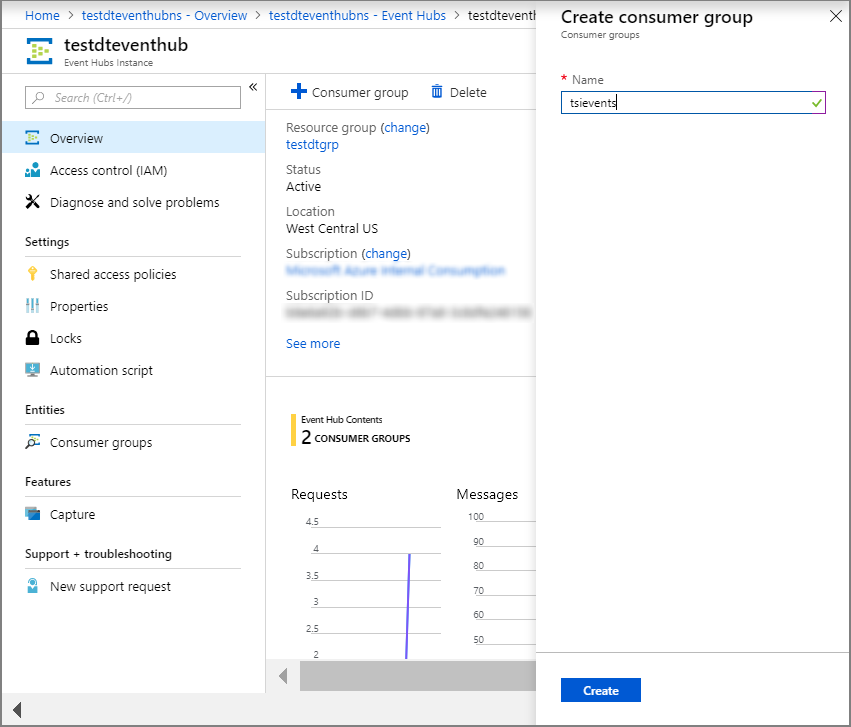 Home > testdteventhubns - Overview > testdteventhubns - Event Hubs > testdteventh
testdteventhub
Event Hubs Instance
Search (Ctrl+/)
«
Overview
Access control (IAM)
Diagnose and solve problems
Settings
Shared access policies
Properties
Locks
Automation script
Entities
Consumer groups
Features
Capture
Support + troubleshooting
New support request
Consumer group
Delete
Resource group (change)
testdtgrp
Status
Active
Location
West Central US
Subscription (change)
Microsoft Azure Internal Consumption
Subscription ID
See more
Event Hub Contents
2 CONSUMER GROUPS
Requests
4.5
4
3.5
3
2.5
2
Messages
100
90
80
70
60
50
Create consumer group
Consumer groups
* Name
tsievents
Create